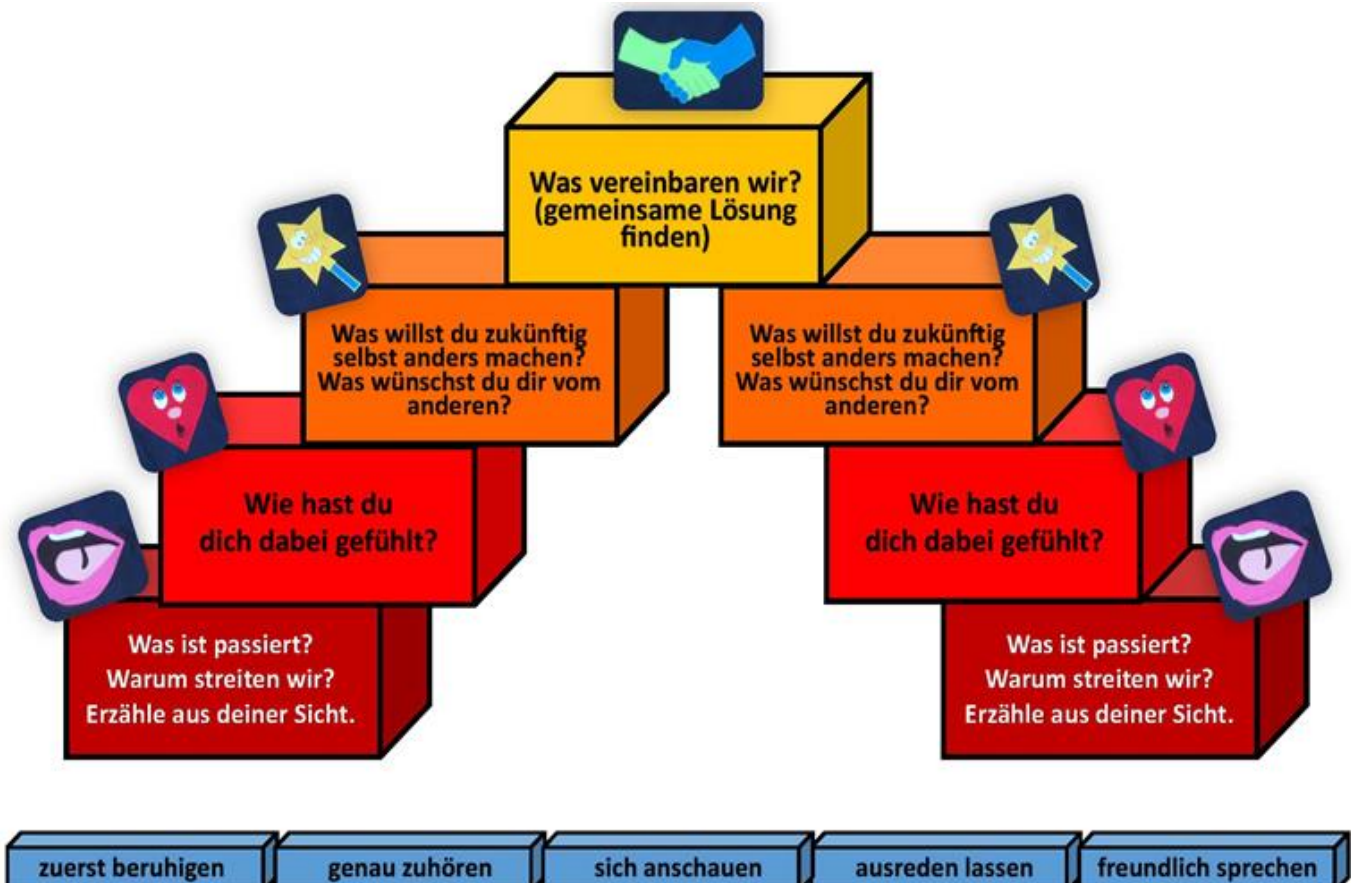 Was vereinbaren wir?
(gemeinsame Lösung
finden)
Was willst du zukünftig
selbst anders machen?
Was wünschst du dir vom
anderen?
Was willst du zukünftig
selbst anders machen?
Was wünschst du dir vom
anderen?
Wie hast du
dich dabei gefühlt?
Wie hast du
dich dabei gefühlt?
Was ist passiert?
Warum streiten wir?
Erzähle aus deiner Sicht.
Was ist passiert?
Warum streiten wir?
Erzähle aus deiner Sicht.
zuerst beruhigen
genau zuhören
sich anschauen
ausreden lassen
freundlich sprechen